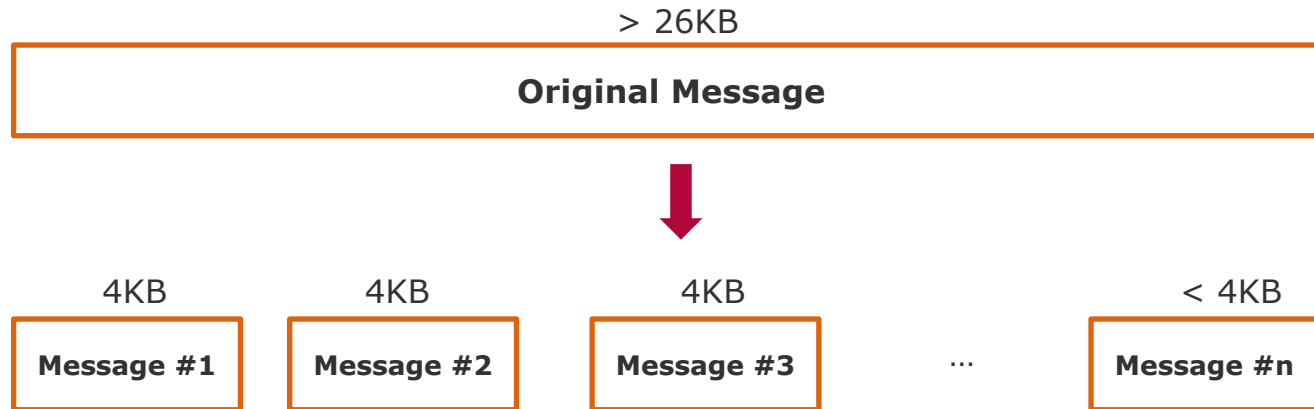 > 26KB
Original Message
4KB 4KB 4KB < 4KB
Message #1 Message #2 Message #3 ... Message #n